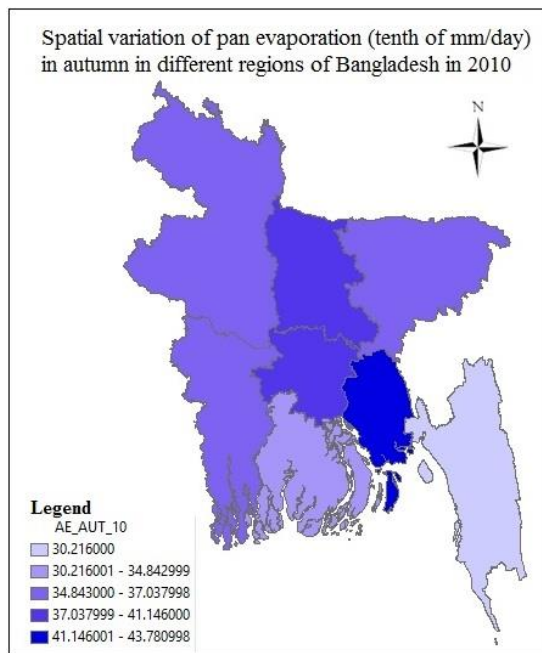 Spatial variation of pan evaporation (tenth of mm/day)
in autumn in different regions of Bangladesh in 2010
N
Legend
AE_AUT_10
30.216000
30.216001 - 34.842999
34.843000 - 37.037998
37.037999 - 41.146000
41.146001 - 43.780998